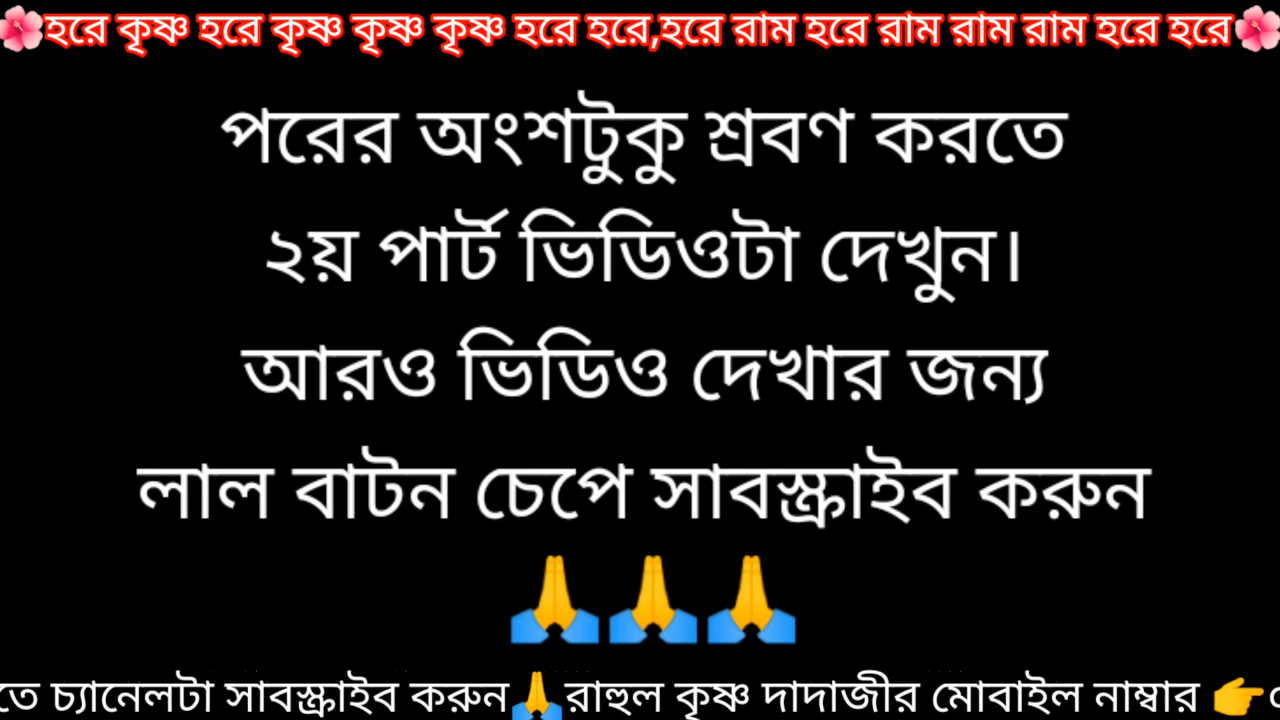 🌺হরে কৃষ্ণ হরে কৃষ্ণ কৃষ্ণ কৃষ্ণ হরে হরে,হরে রাম হরে রাম রাম রাম হরে হরে🌺
পরের অংশটুকু শ্রবণ করতে
২য় পার্ট ভিডিওটা দেখুন।
আরও ভিডিও দেখার জন্য
লাল বাটন চেপে সাবস্ক্রাইব করুন
🙏🙏🙏
চ্যানেলটা সাবস্ক্রাইব করুন🙏রাহুল কৃষ্ণ দাদাজীর মোবাইল নাম্বার 👉